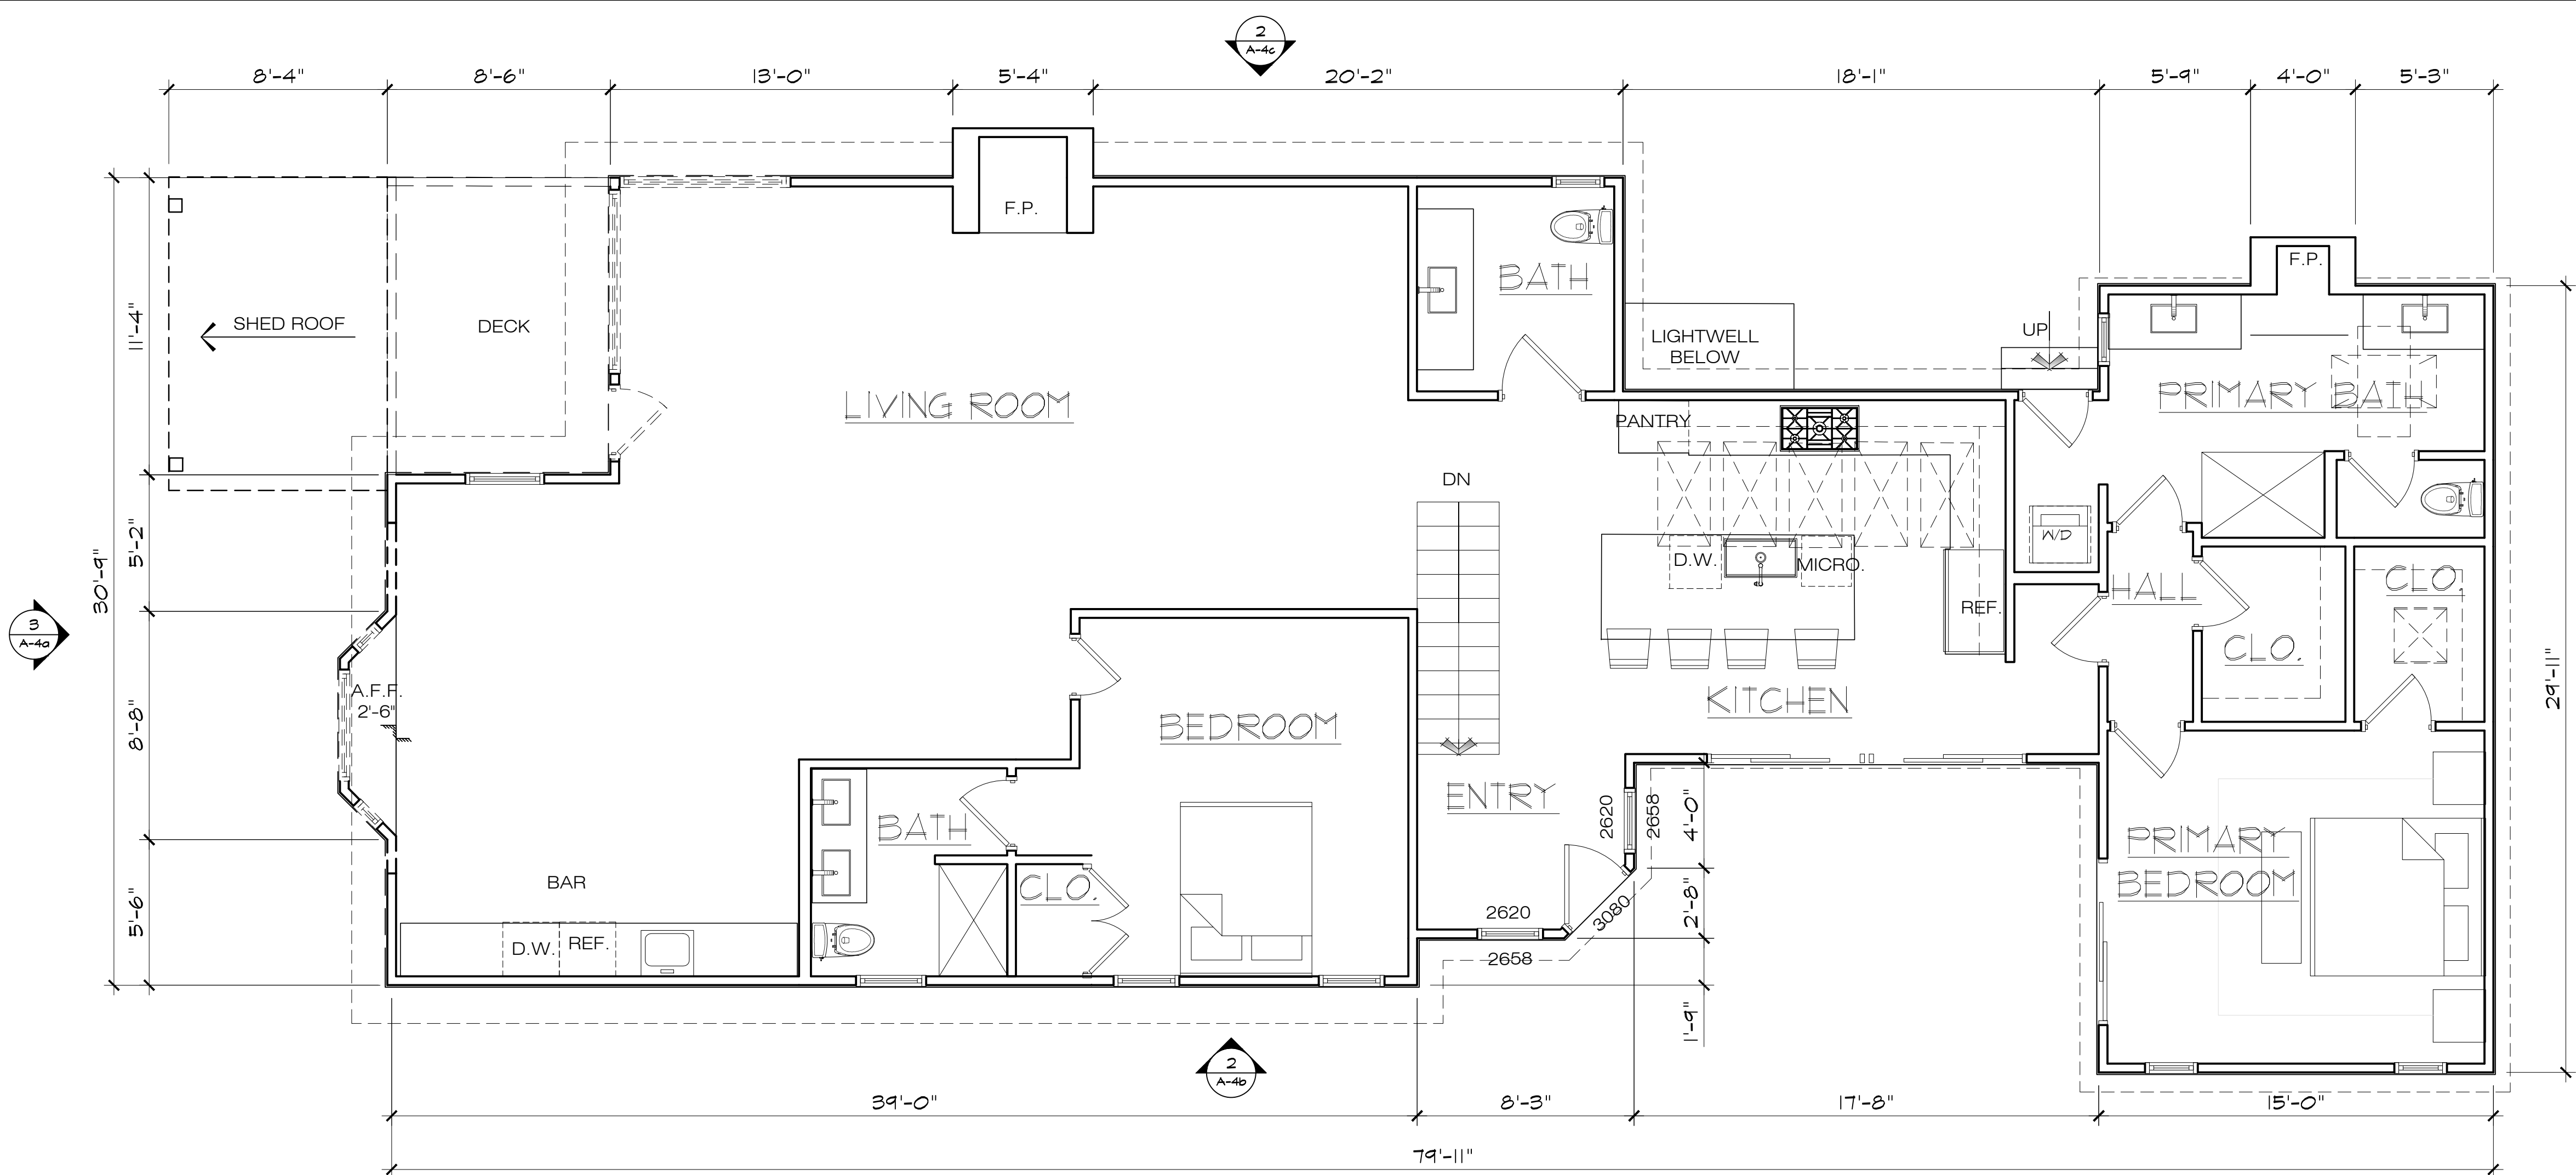 2
A-4c
8'-4"
8'-6"
13'-0"
5'-4"
20'-2"
18'-1"
5'-9"
4'-0"
5'-3"
F.P.
F.P.
BATH
SHED ROOF
DECK
UP
LIGHTWELL
BELOW
11'-4"
LIVING ROOM
PRIMARY BATH
PANTRY
DN
5'-2"
30'-9"
W/D
D.W.
MICRO.
HALL
CLO.
REF.
3
A-4a
CLO.
29'-11"
A.F.F.
2'-6"
8'-8"
BEDROOM
KITCHEN
ENTRY
2620
2658
4'-0"
BATH
PRIMARY
BEDROOM
BAR
CLO.
5'-6"
2620
3080
2'-8"
D.W.
REF.
2658
1'-9"
2
A-4b
39'-0"
8'-3"
17'-8"
15'-0"
79'-11"